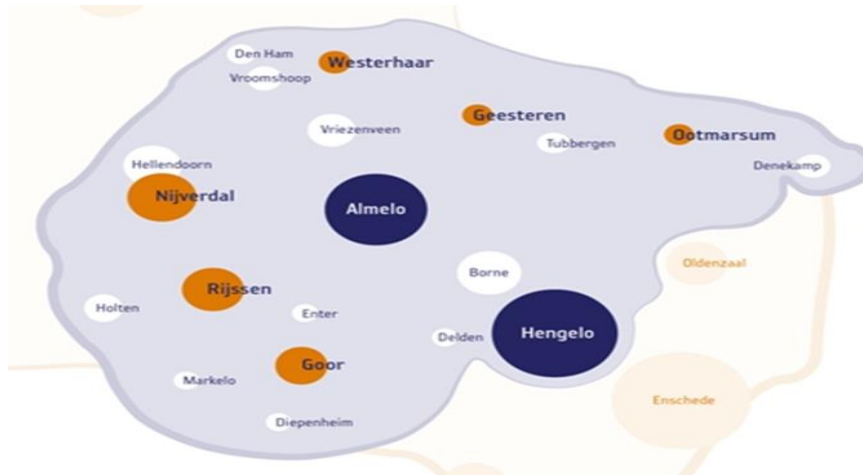 Den Ham
Westerhaar
Vroomshoop
Geesteren
Vriezenveen
Ootmarsum
Tubbergen
Hellendoorn
Denekamp
Nijverdal
Almelo
Oldenzaal
Borne
Rijssen
Holten
Enter
Hengelo
Delden
Goor
Markelo
Enschede
Diepenheim